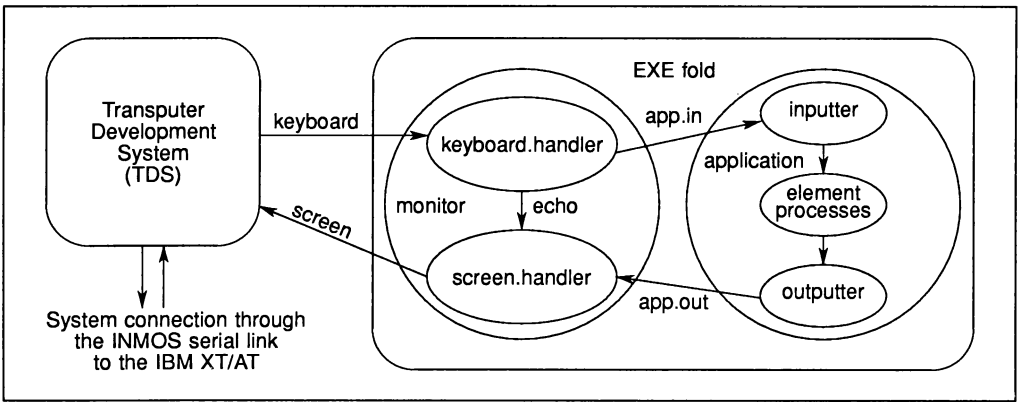 EXE fold
Transputer
Development
System
(TDS)
keyboard
keyboard.handler
app.in
inputter
application
element
processes
monitor
echo
screen
screen.handler
app.out
outputter
System connection through
the INMOS serial link
to the IBM XT/AT